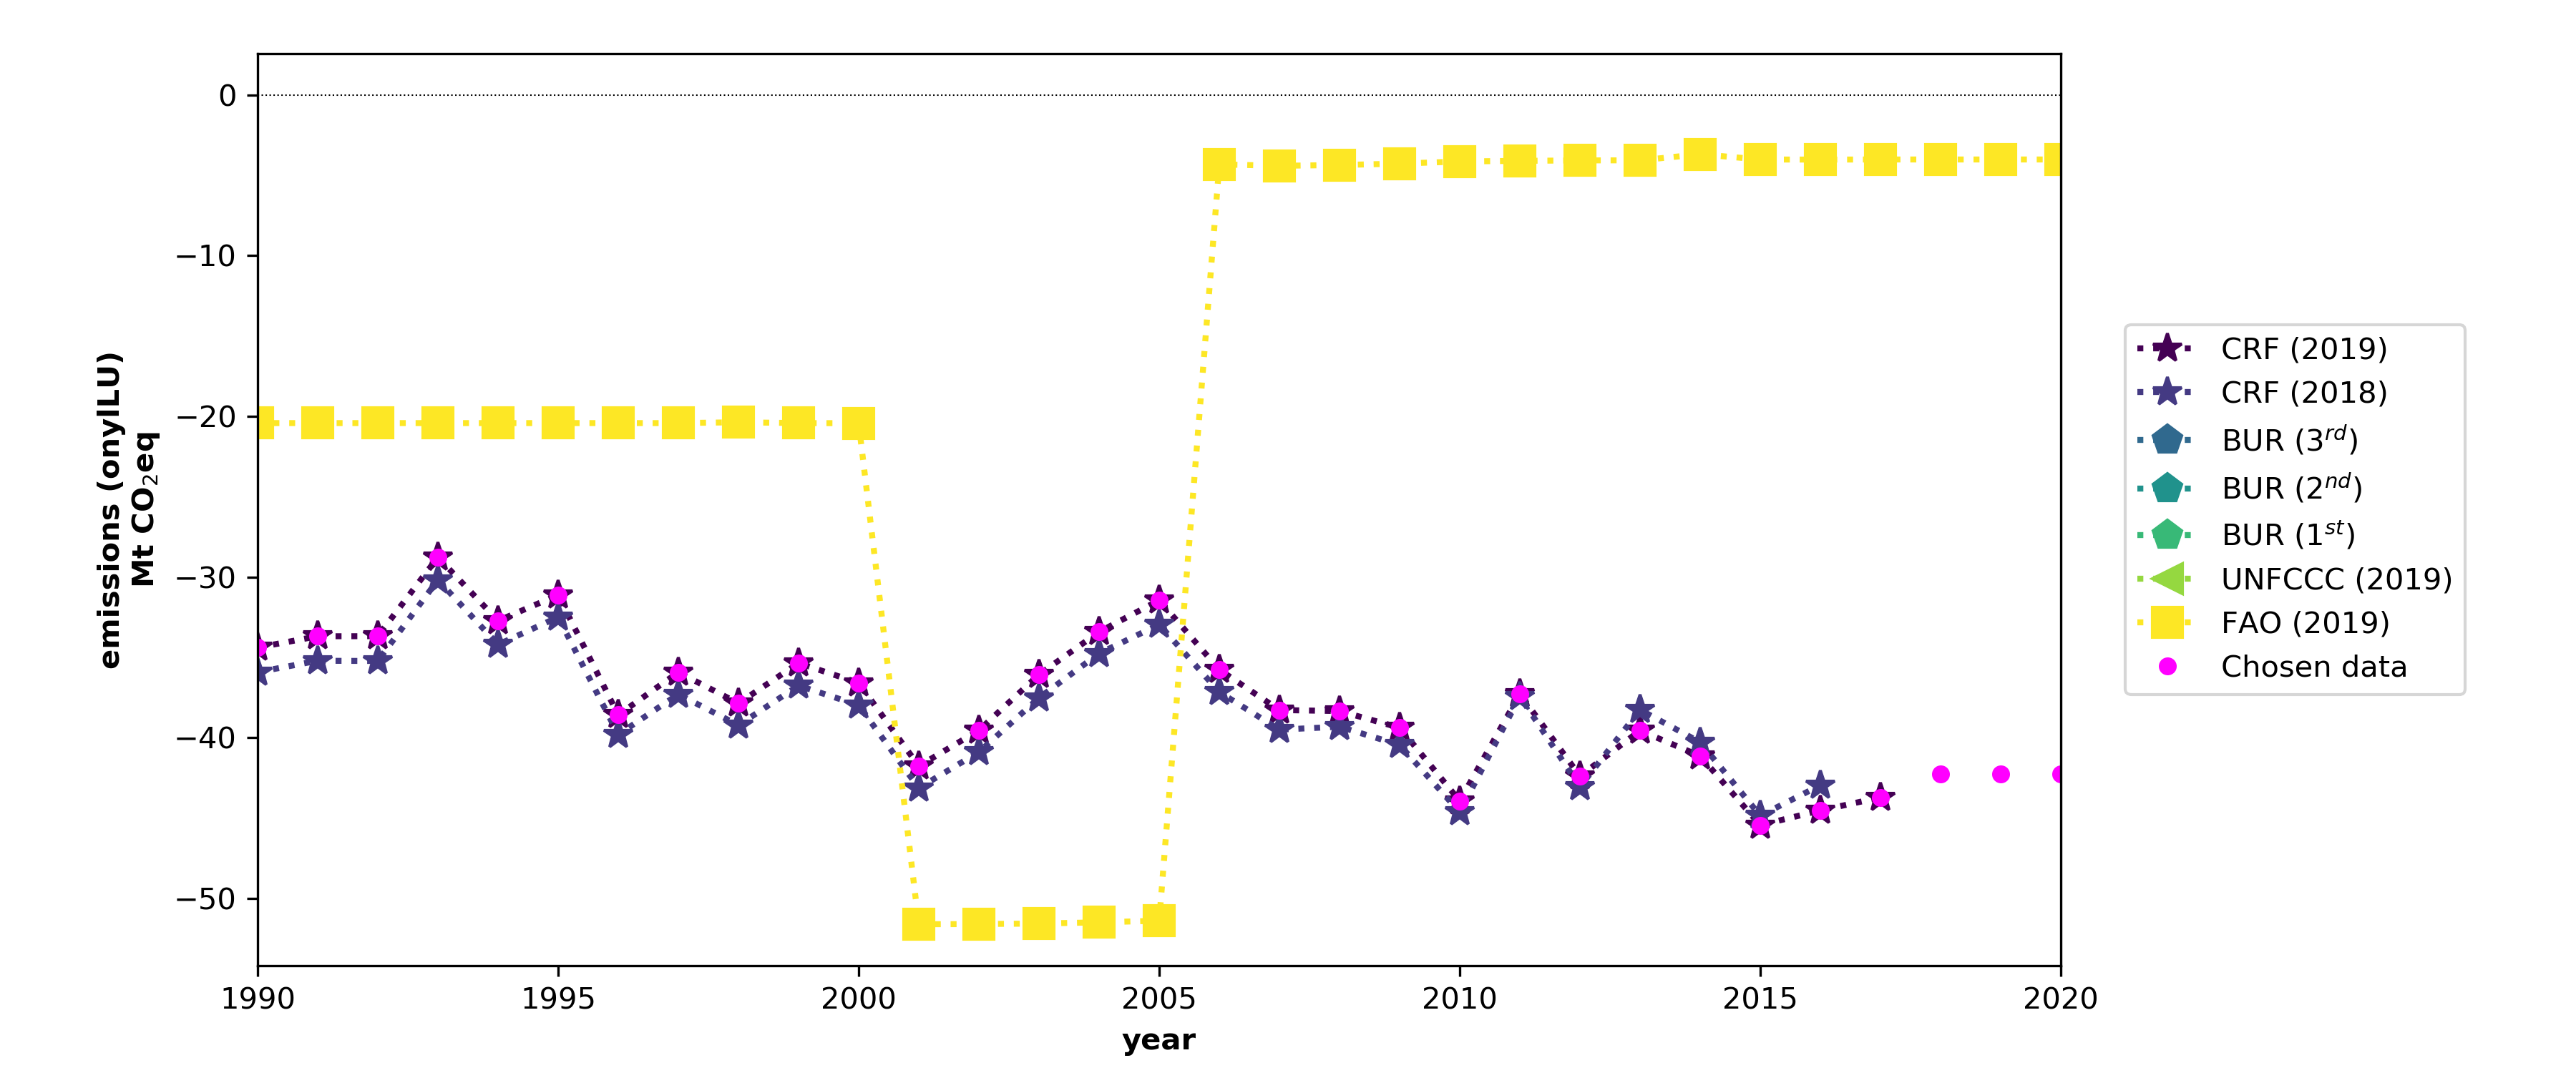 emissions (onylLU)
Mt CO₂eq
0
−10
−20
−30
−40
−50
1990
1995
2000
2005
2010
2015
2020
year
CRF (2019)
CRF (2018)
BUR (3ʳᵈ)
BUR (2ⁿᵈ)
BUR (1ˢᵗ)
UNFCCC (2019)
FAO (2019)
Chosen data